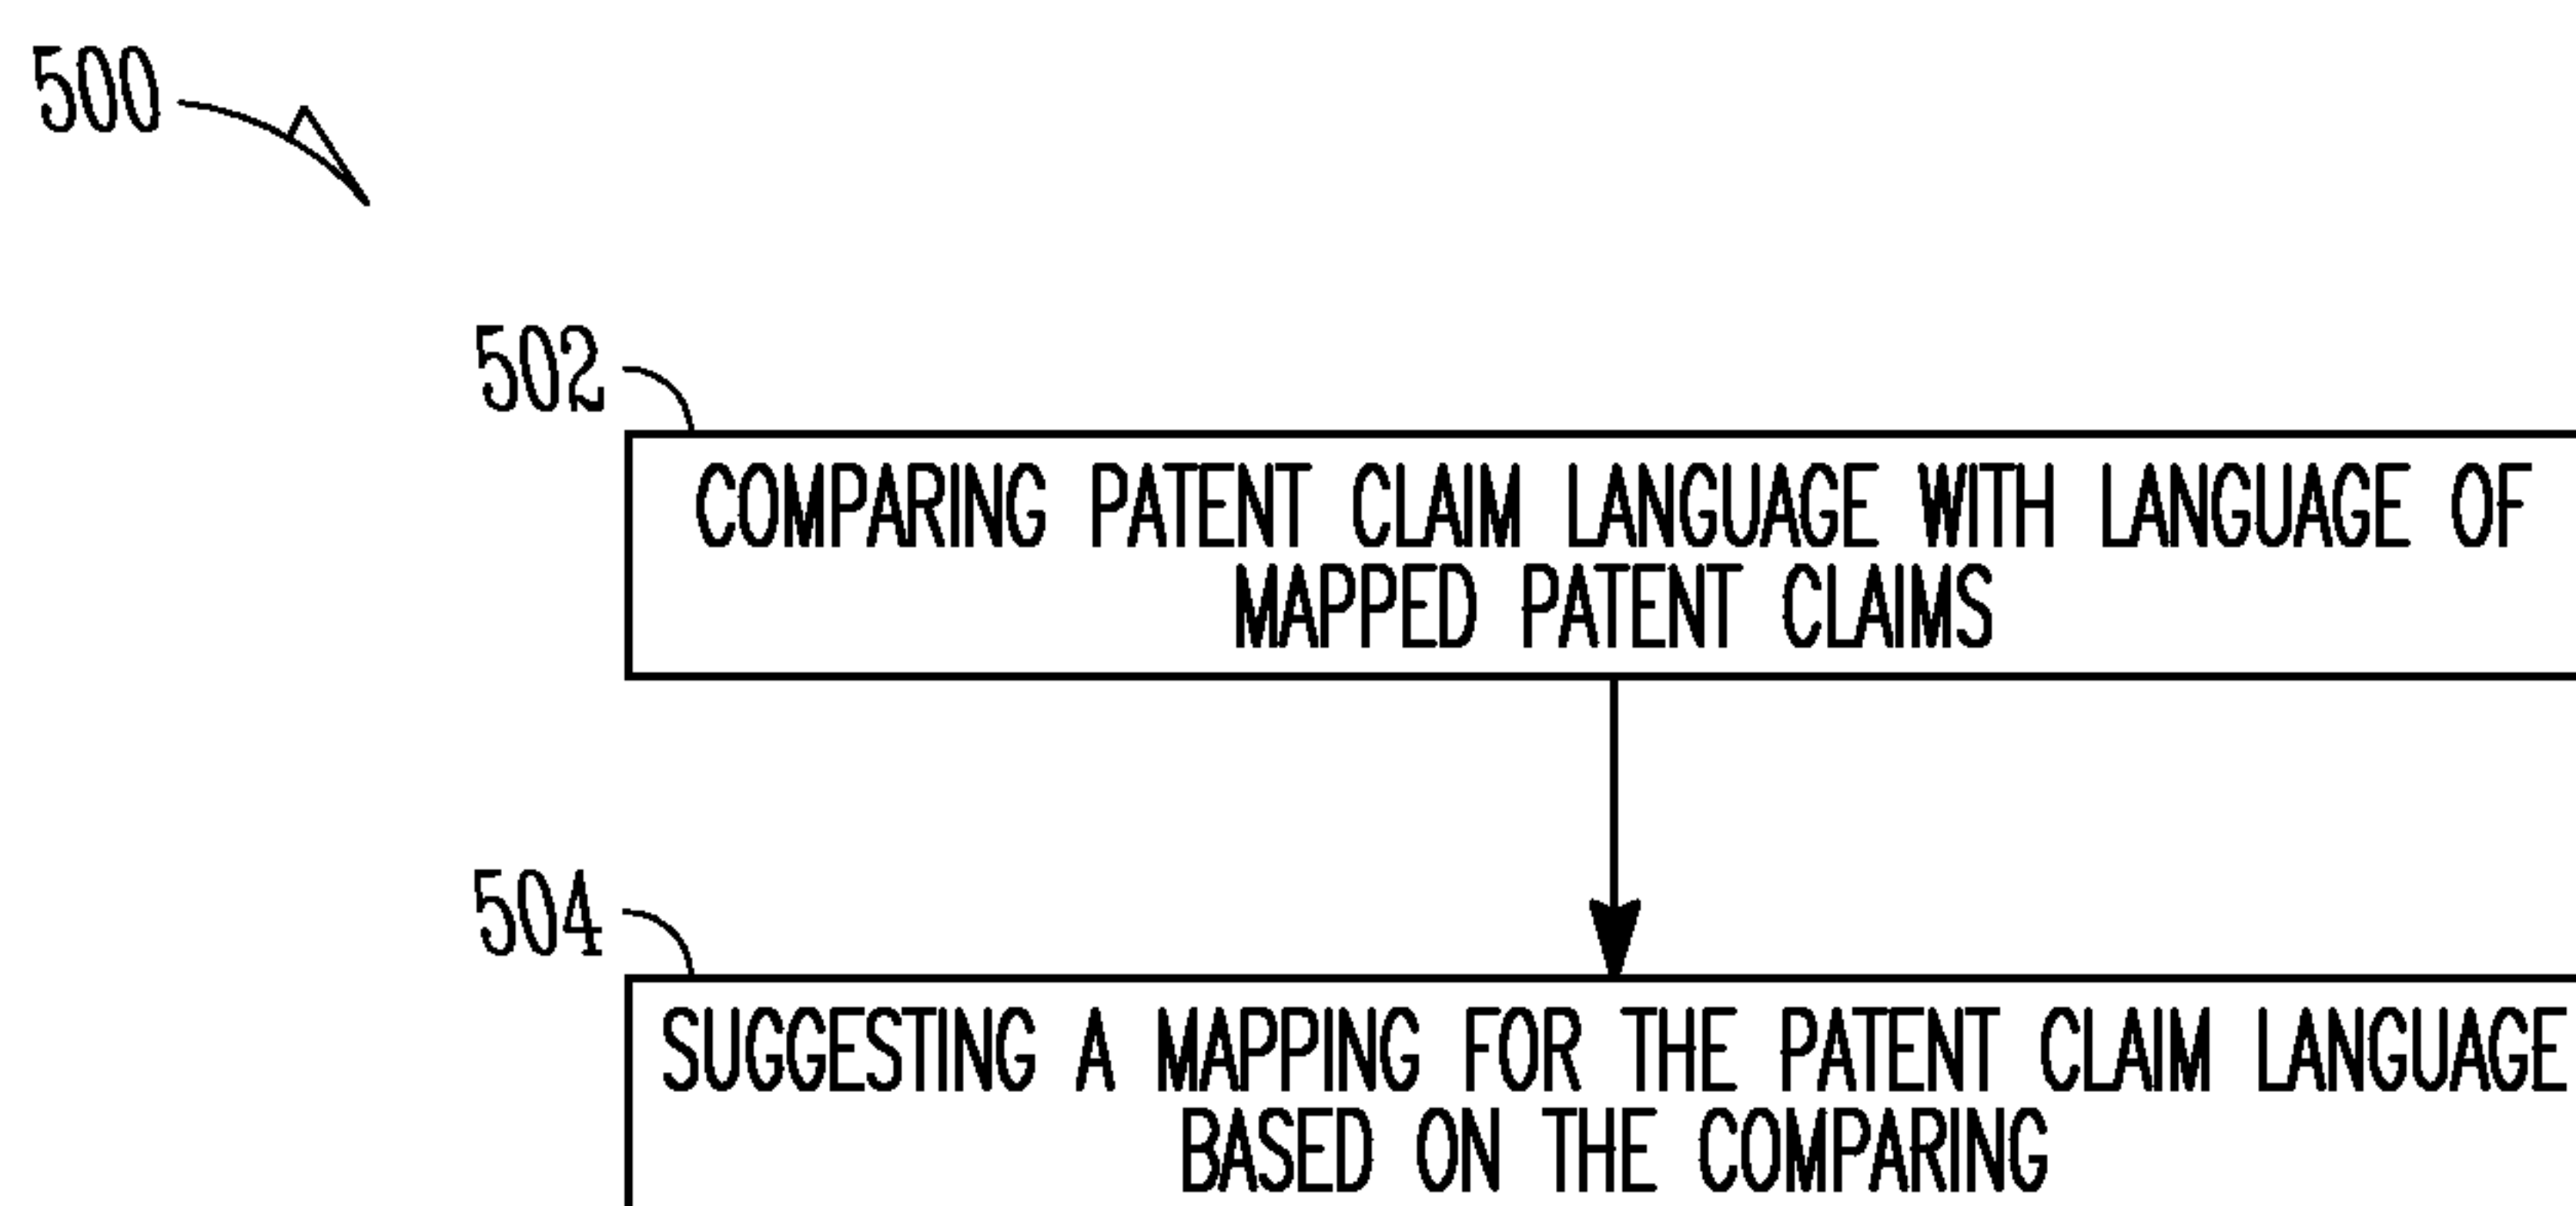 500
502
COMPARING PATENT CLAIM LANGUAGE WITH LANGUAGE OF
MAPPED PATENT CLAIMS
504
SUGGESTING A MAPPING FOR THE PATENT CLAIM LANGUAGE
BASED ON THE COMPARING